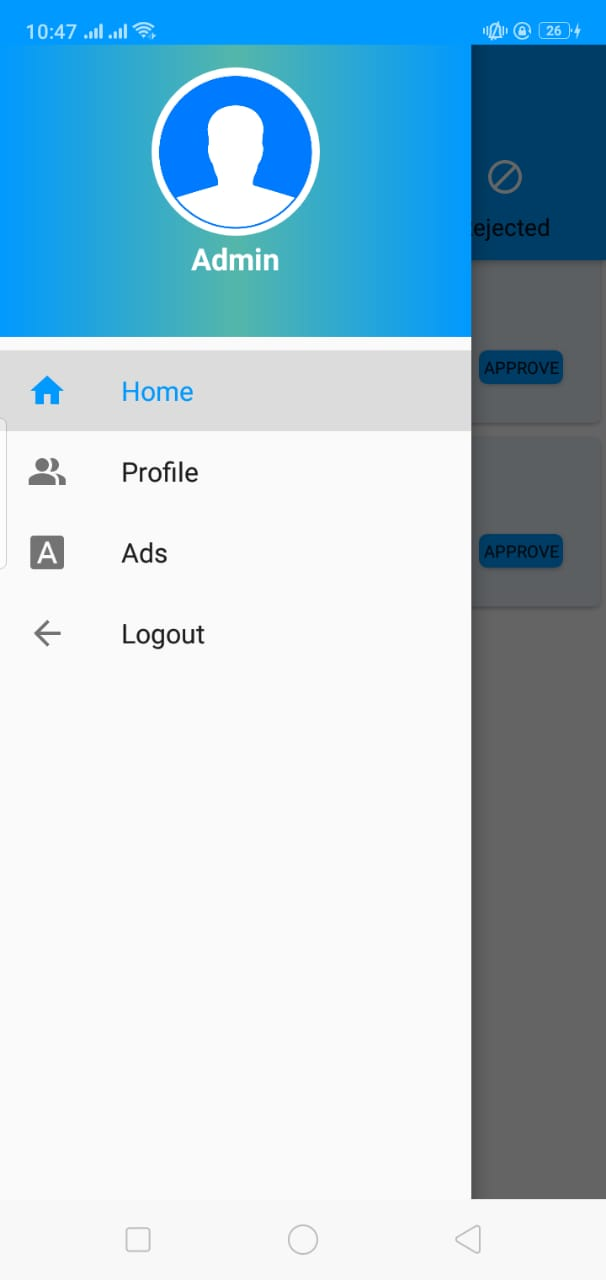 10:47
26
Admin
ejected
Home
APPROVE
Profile
A
Ads
APPROVE
Logout